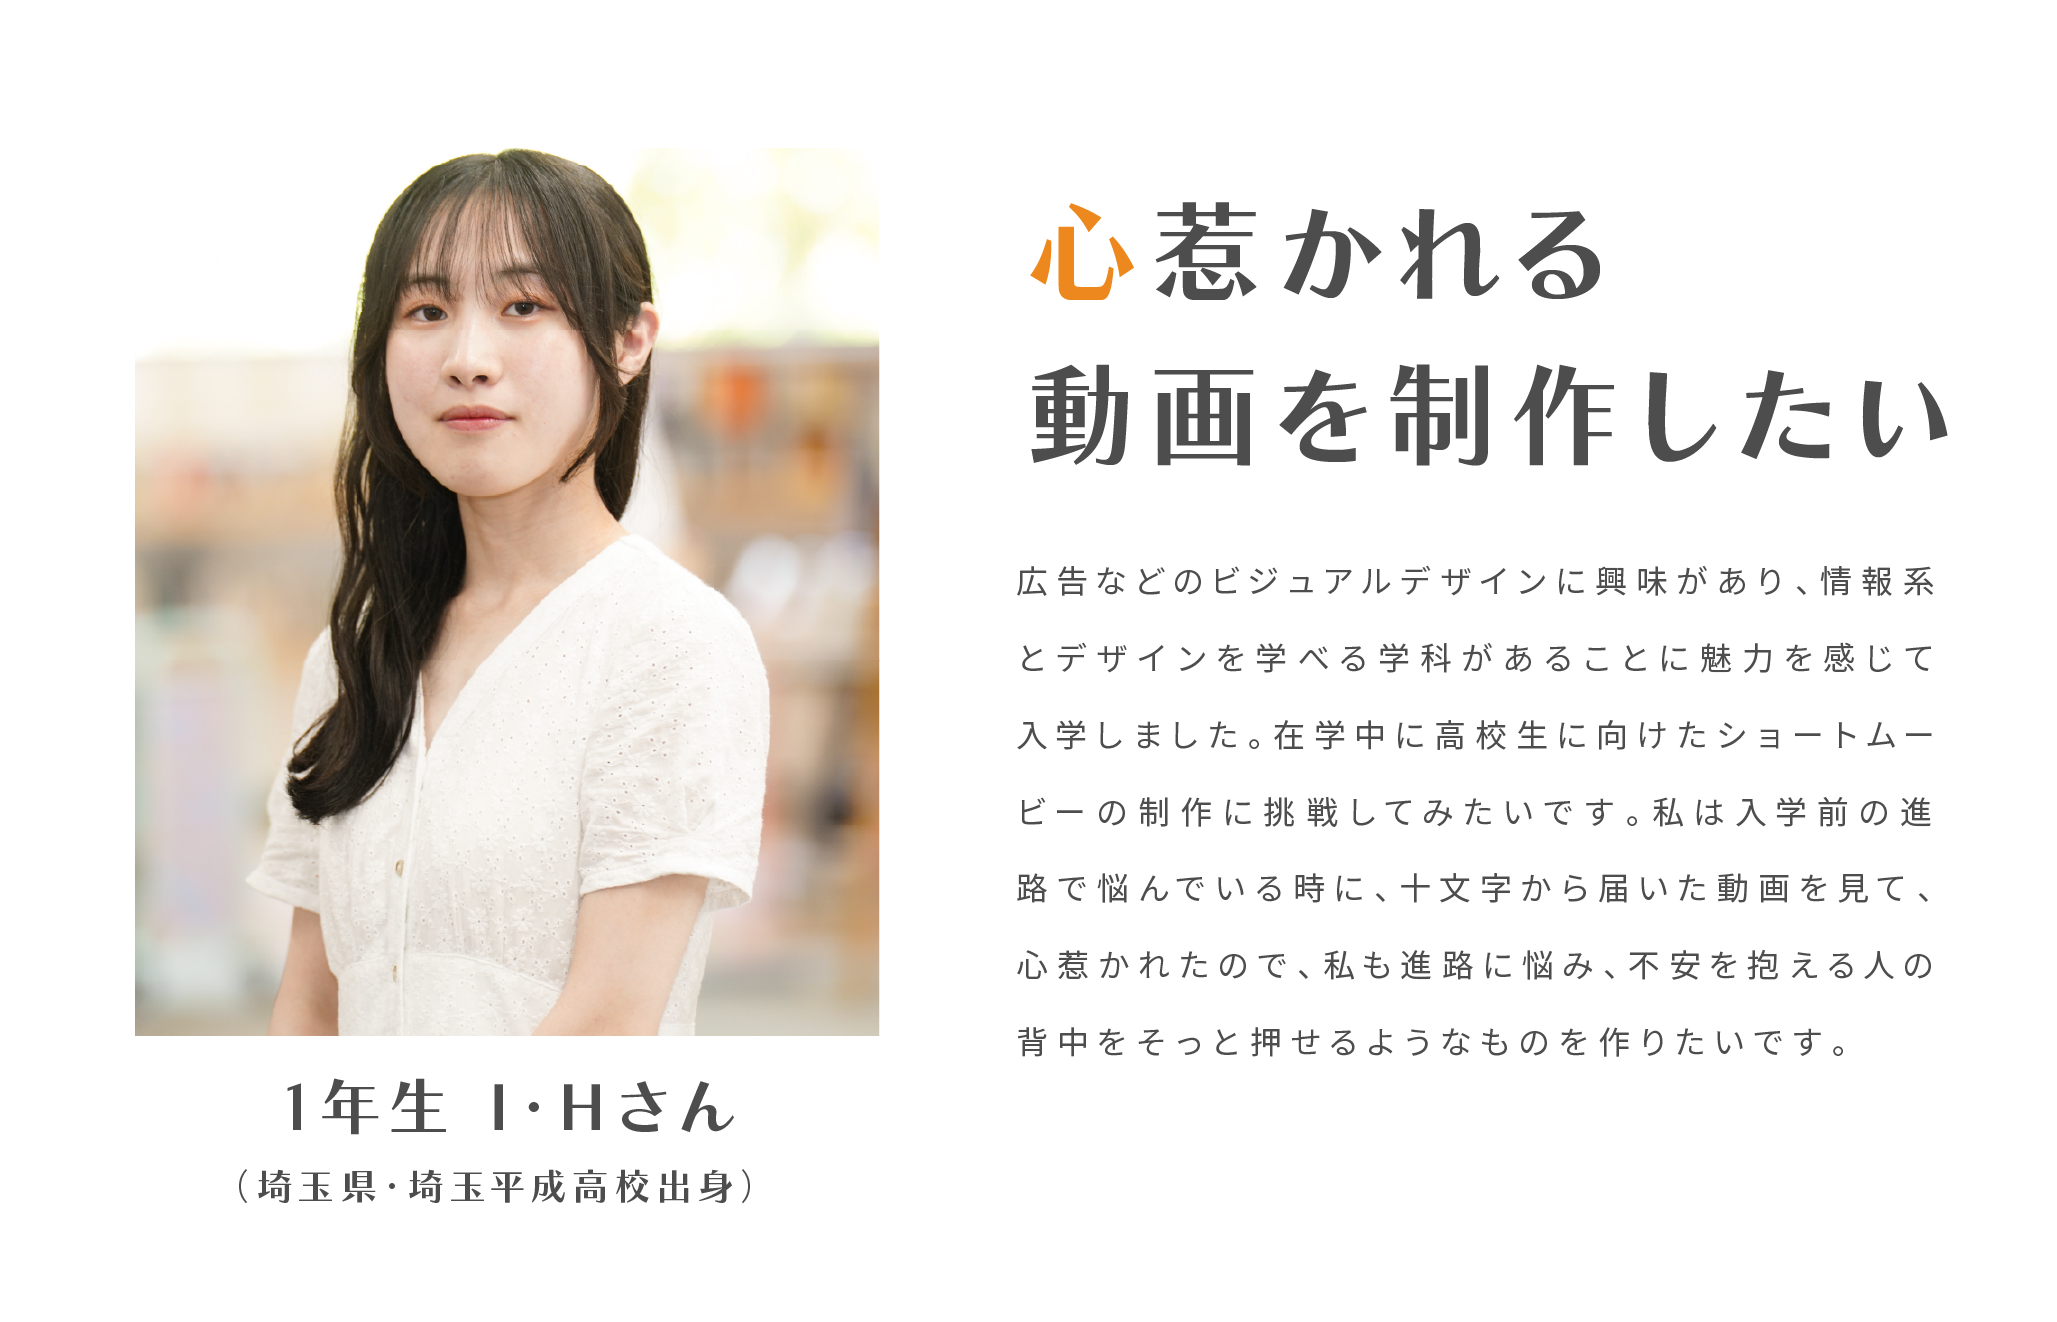 心惹かれる
動画を制作したい
広告などのビジュアルデザインに興味があり、情報系
とデザインを学べる学科があることに魅力を感じて
入学しました。在学中に高校生に向けたショートムー
ビーの制作に挑戦してみたいです。私は入学前の進
路で悩んでいる時に、十文字から届いた動画を見て、
心惹かれたので、私も進路に悩み、不安を抱える人の
背中をそっと押せるようなものを作りたいです。
1年生 I・Hさん
（埼玉県・埼玉平成高校出身）